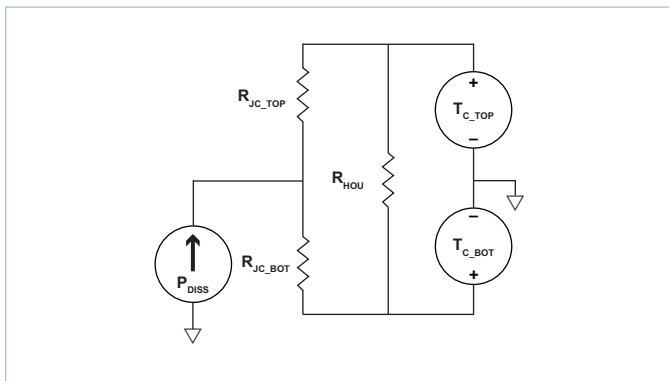 R_JC_TOP
+
T_C_TOP
–
R_HOU
–
R_JC_BOT
T_C_BOT
P_DISS
+